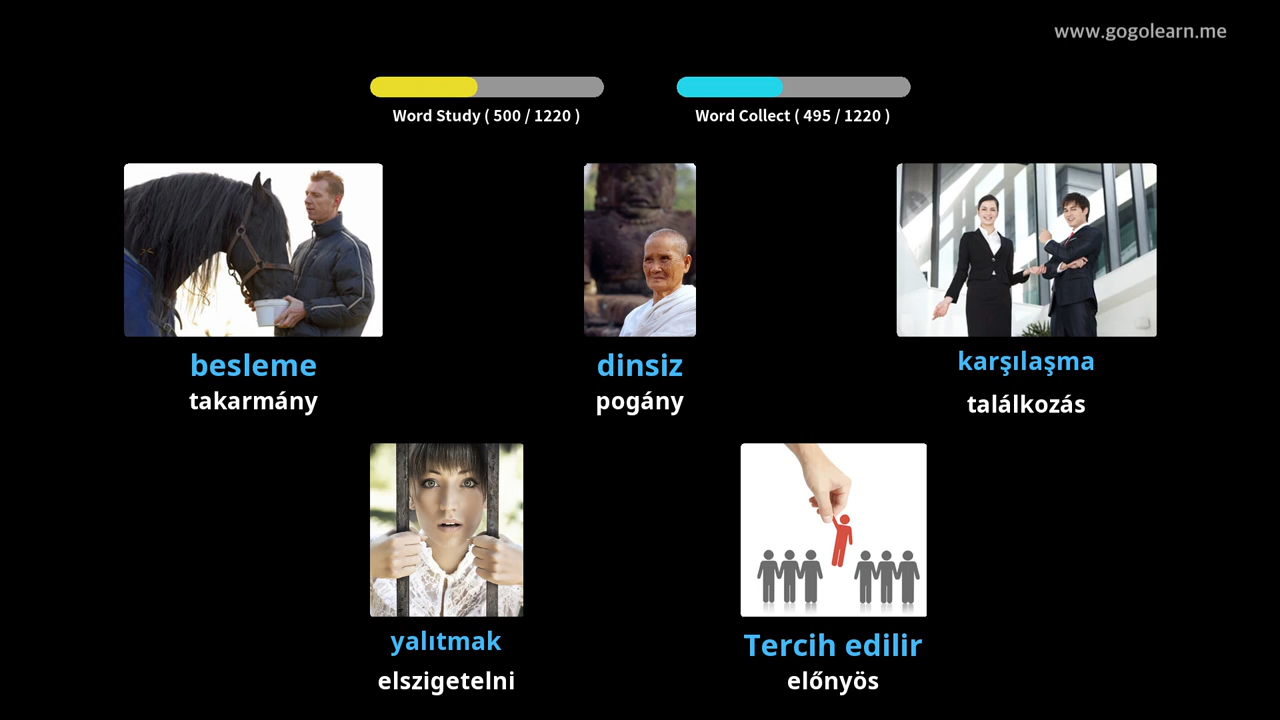 www.gogolearn.me
Word Study ( 500 / 1220 )
Word Collect ( 495 / 1220 )
besleme
takarmány
dinsiz
pogány
karşılaşma
találkozás
yalıtmak
elszigetelni
Tercih edilir
előnyös